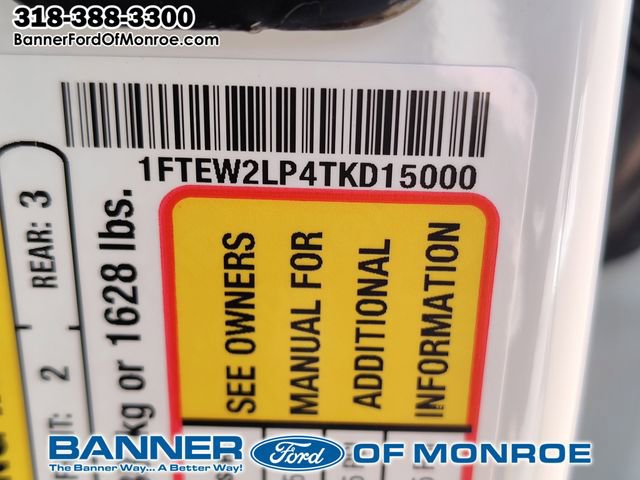 318-388-3300
BannerFordOfMonroe.com
1FTEW2LP4TKD15000
REAR: 3
2
kg or 1628 lbs.
SEE OWNERS
MANUAL FOR
ADDITIONAL
INFORMATION
BANNER Ford OF MONROE
The Banner Way... A Better Way!